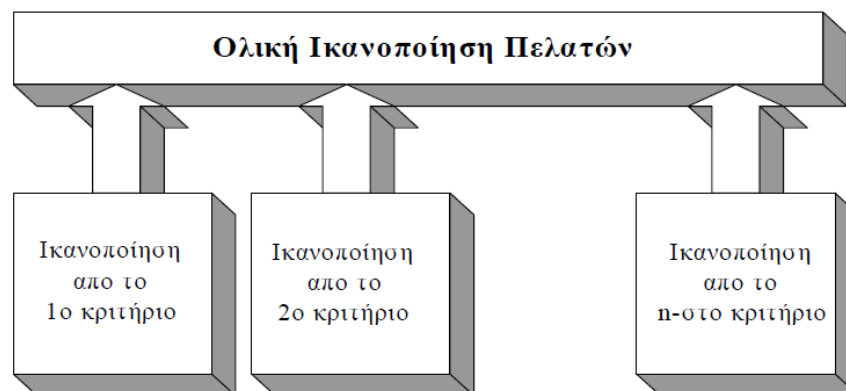 Ολική Ικανοποίηση Πελατών
Ικανοποίηση
απο το
1ο κριτήριο
Ικανοποίηση
απο το
2ο κριτήριο
Ικανοποίηση
απο το
n-στο κριτήριο